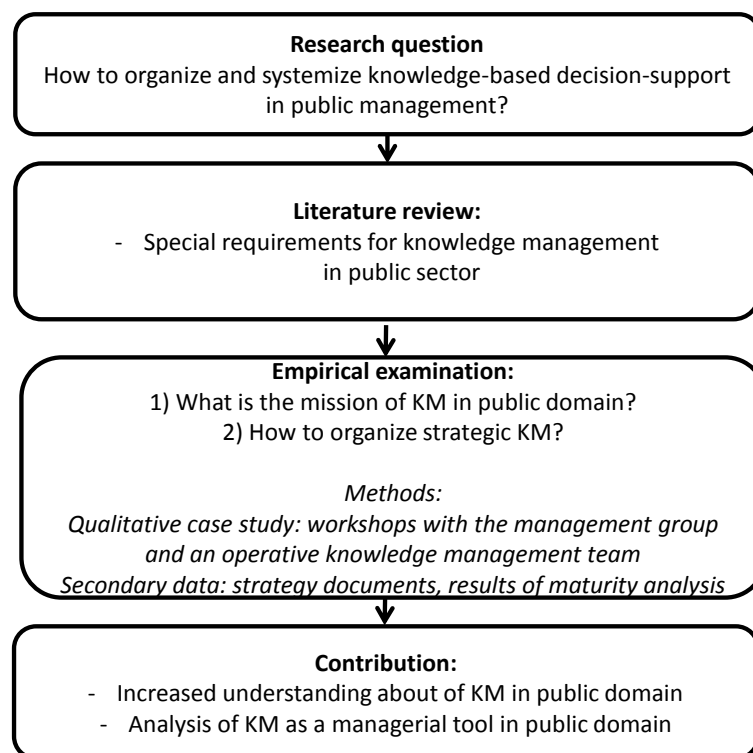 Research question
How to organize and systemize knowledge-based decision-support
in public management?
Literature review:
- Special requirements for knowledge management
in public sector
Empirical examination:
1) What is the mission of KM in public domain?
2) How to organize strategic KM?
Methods:
Qualitative case study: workshops with the management group
and an operative knowledge management team
Secondary data: strategy documents, results of maturity analysis
Contribution:
- Increased understanding about of KM in public domain
- Analysis of KM as a managerial tool in public domain